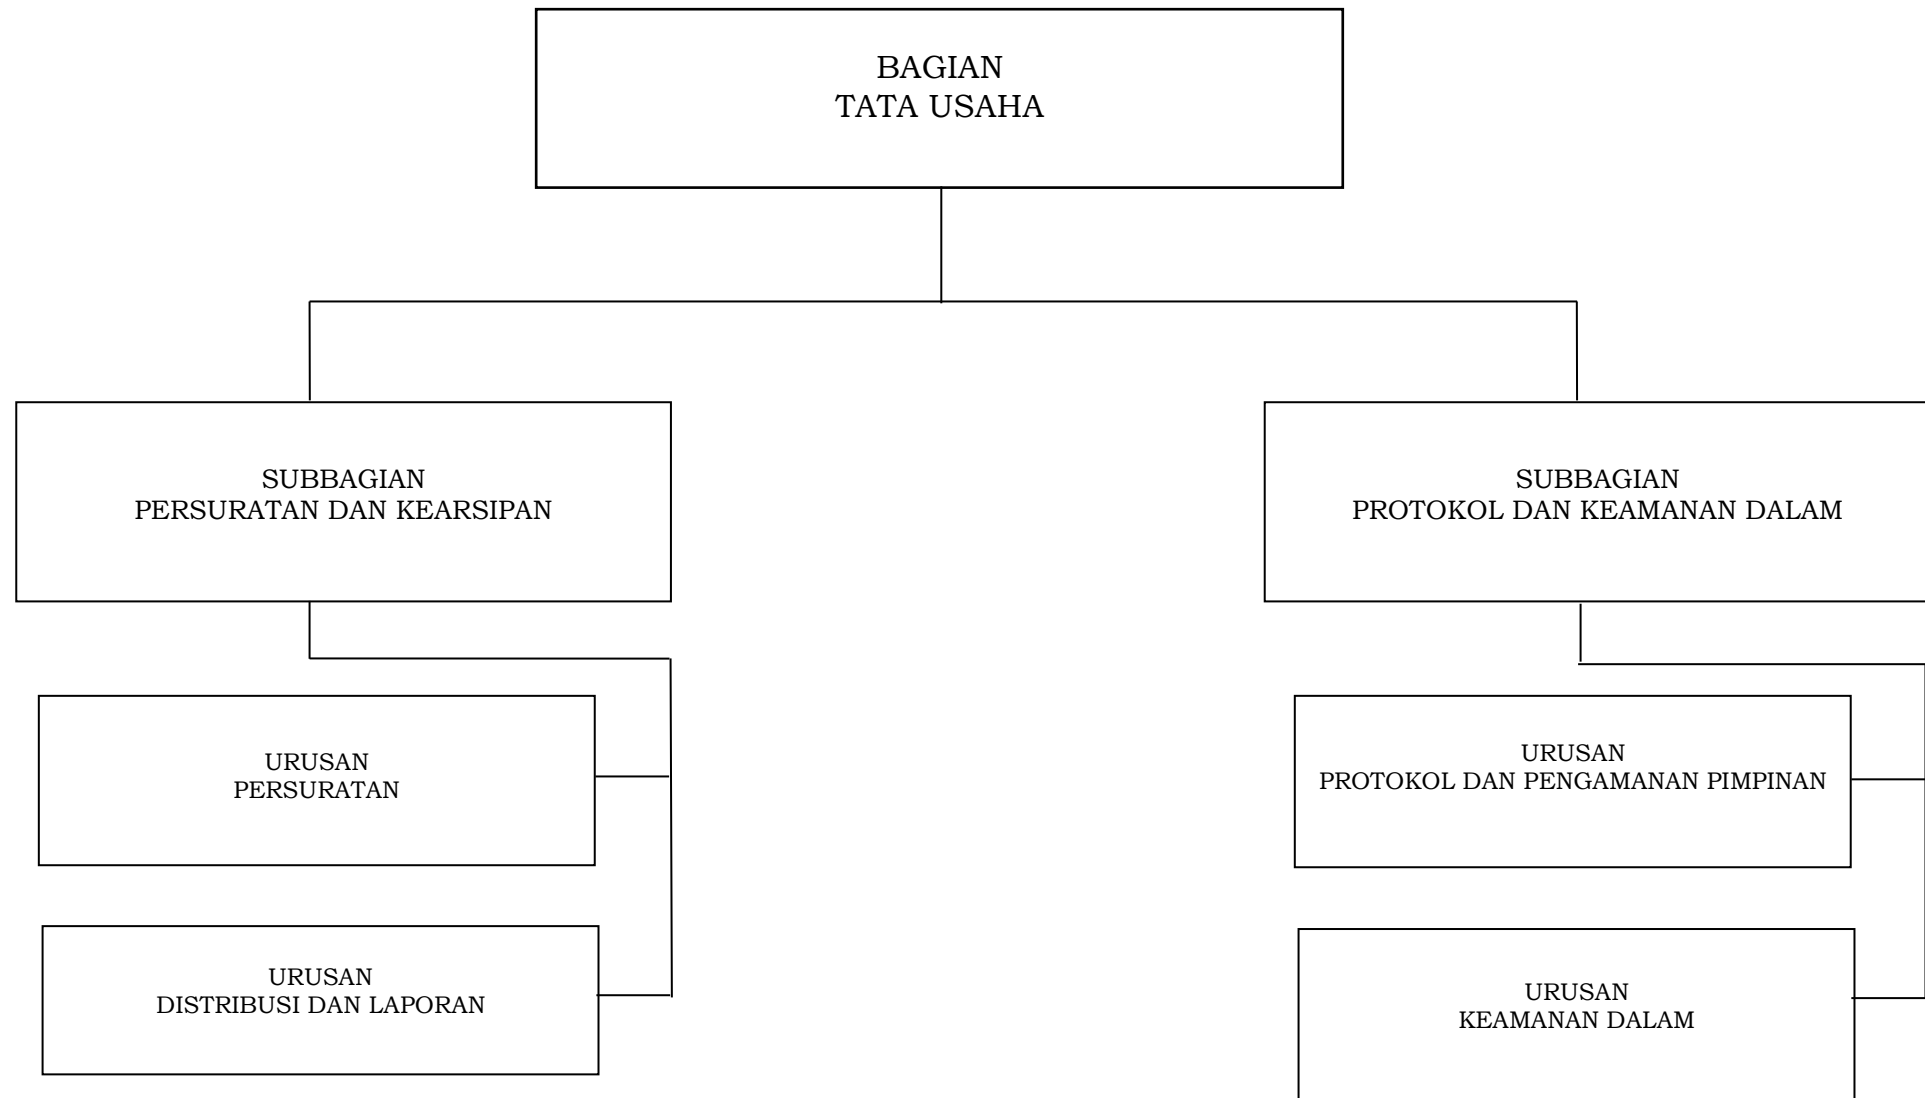 BAGIAN
TATA USAHA
SUBBAGIAN
PERSURATAN DAN KEARSIPAN
SUBBAGIAN
PROTOKOL DAN KEAMANAN DALAM
URUSAN
PERSURATAN
URUSAN
PROTOKOL DAN PENGAMANAN PIMPINAN
URUSAN
DISTRIBUSI DAN LAPORAN
URUSAN
KEAMANAN DALAM